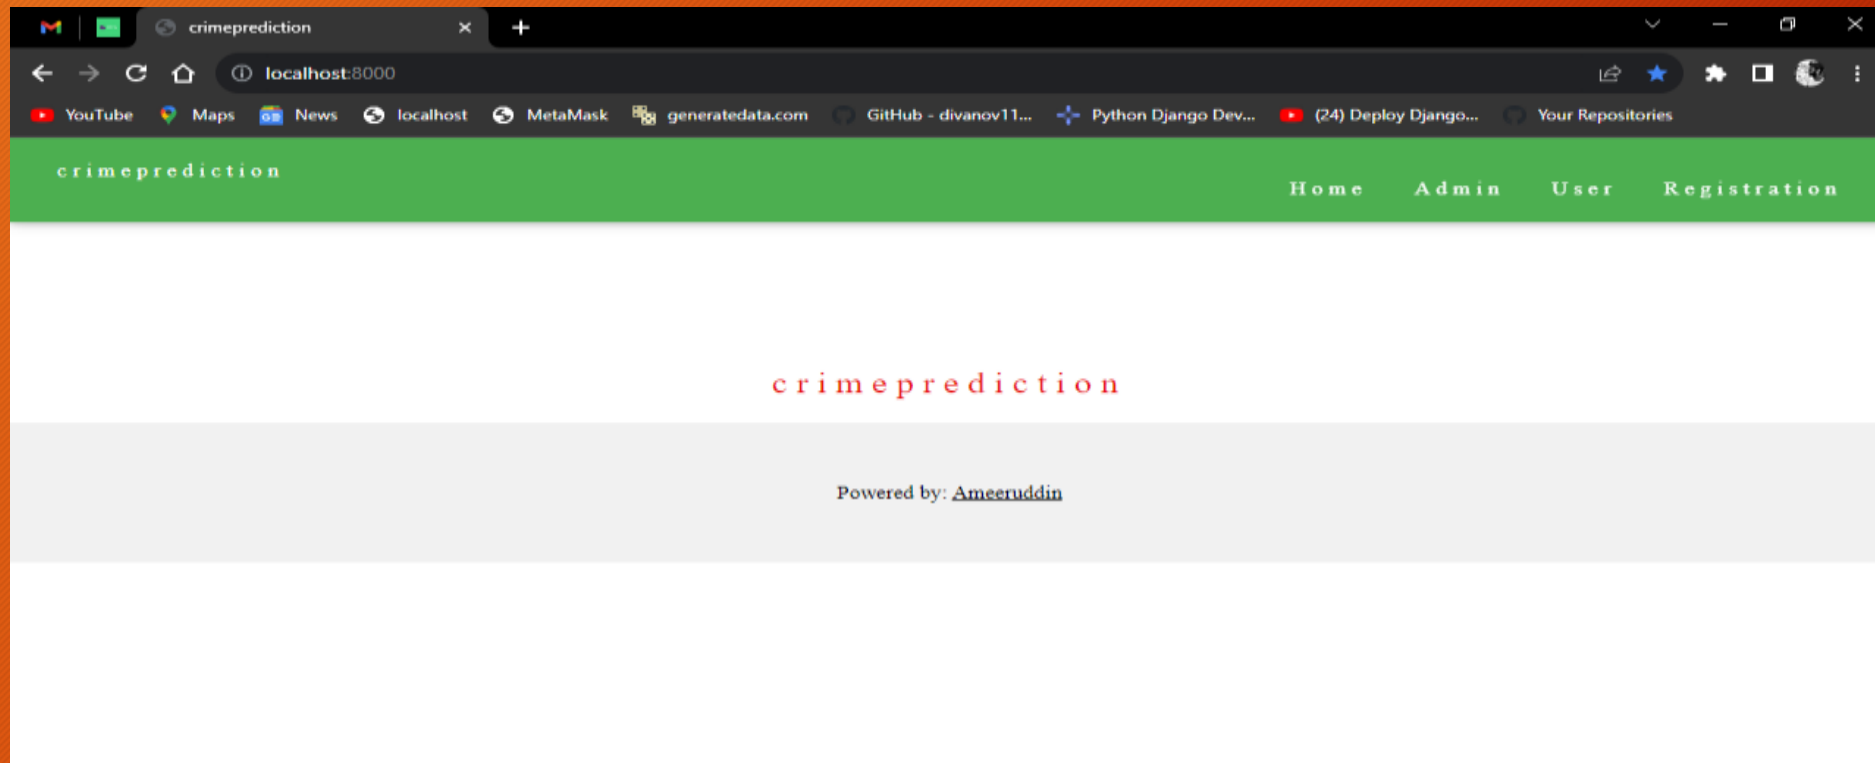 crimeprediction
localhost:8000
YouTube Maps News localhost MetaMask generatedata.com GitHub - divanov11... Python Django Dev... (24) Deploy Django... Your Repositories
crimeprediction
Home Admin User Registration
crimeprediction
Powered by: Ameeruddin